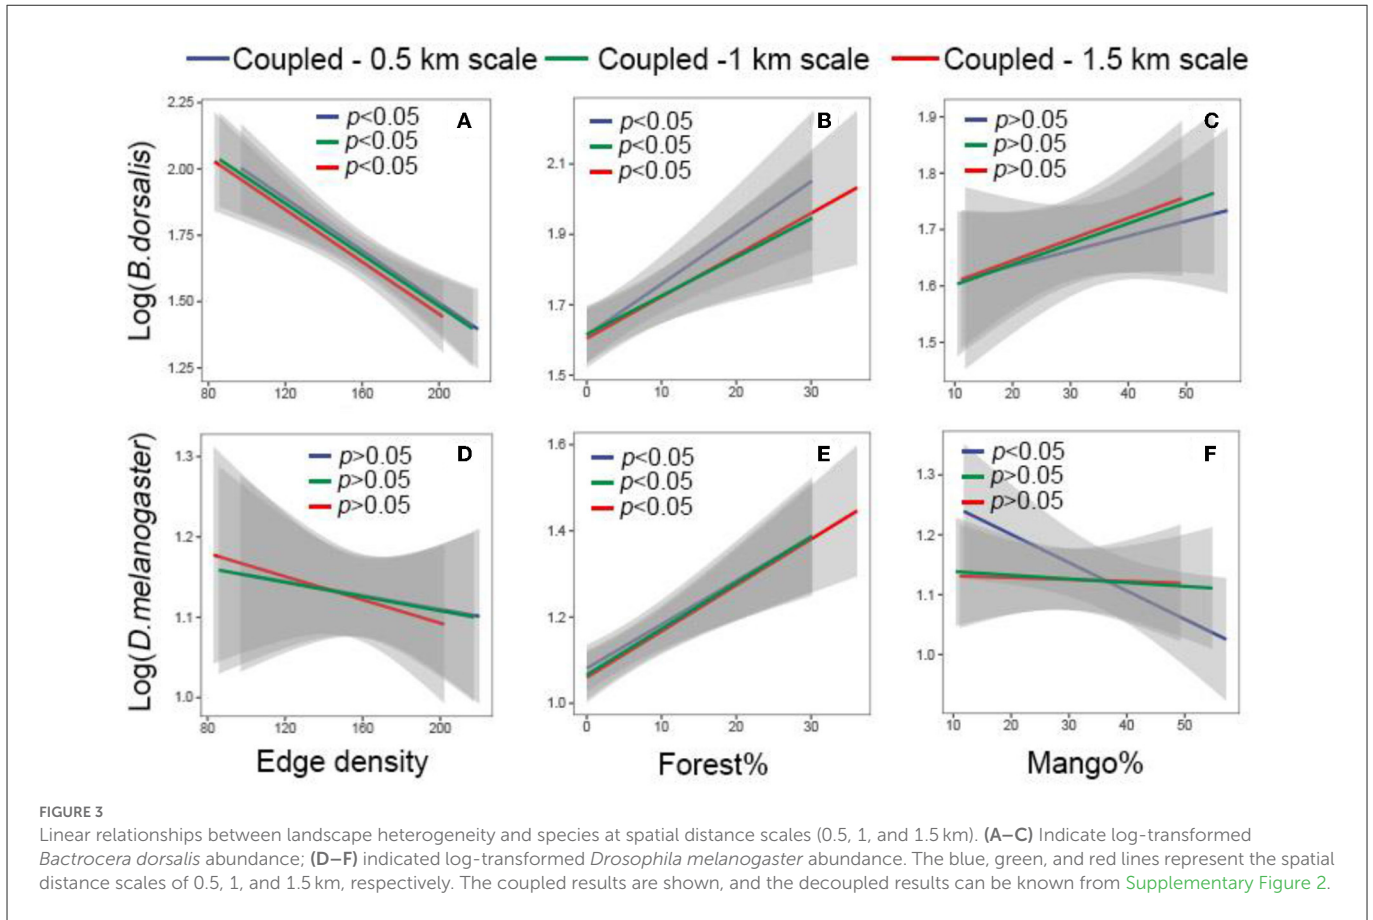 Coupled - 0.5 km scale Coupled -1 km scale Coupled - 1.5 km scale
Log(B.dorsalis)
2.25
2.00
1.75
1.50
1.25
80 120 160 200
p<0.05
p<0.05
p<0.05
A
2.1
1.9
1.7
1.5
0 10 20 30
p<0.05
p<0.05
p<0.05
B
1.9
1.8
1.7
1.6
1.5
10 20 30 40 50
p>0.05
p>0.05
p>0.05
C
Log(D.melanogaster)
1.3
1.2
1.1
1.0
80 120 160 200
p>0.05
p>0.05
p>0.05
D
Edge density
1.6
1.4
1.2
1.0
0 10 20 30
p<0.05
p<0.05
p<0.05
E
Forest%
1.3
1.2
1.1
1.0
10 20 30 40 50
p<0.05
p>0.05
p>0.05
F
Mango%
FIGURE 3
Linear relationships between landscape heterogeneity and species at spatial distance scales (0.5, 1, and 1.5 km). (A–C) Indicate log-transformed
Bactrocera dorsalis abundance; (D–F) indicated log-transformed Drosophila melanogaster abundance. The blue, green, and red lines represent the spatial
distance scales of 0.5, 1, and 1.5 km, respectively. The coupled results are shown, and the decoupled results can be known from Supplementary Figure 2.